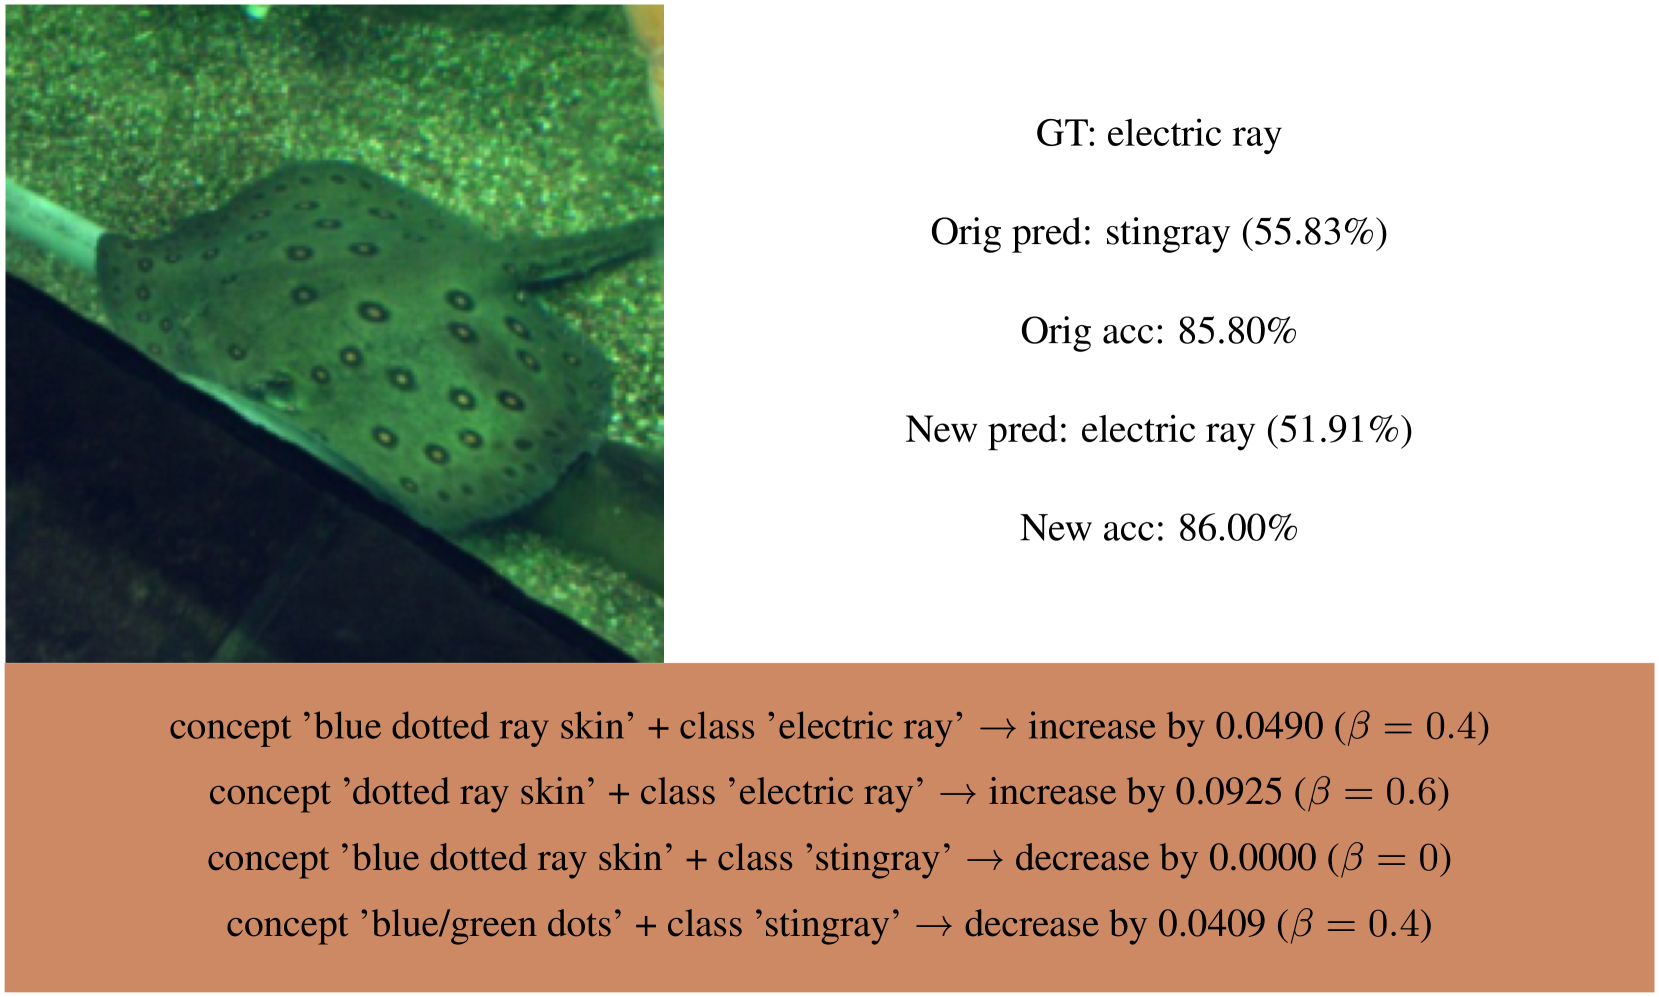 GT: electric ray
Orig pred: stingray (55.83%)
Orig acc: 85.80%
New pred: electric ray (51.91%)
New acc: 86.00%
concept ’blue dotted ray skin’ + class ’electric ray’ → increase by 0.0490 (β = 0.4)
concept ’dotted ray skin’ + class ’electric ray’ → increase by 0.0925 (β = 0.6)
concept ’blue dotted ray skin’ + class ’stingray’ → decrease by 0.0000 (β = 0)
concept ’blue/green dots’ + class ’stingray’ → decrease by 0.0409 (β = 0.4)